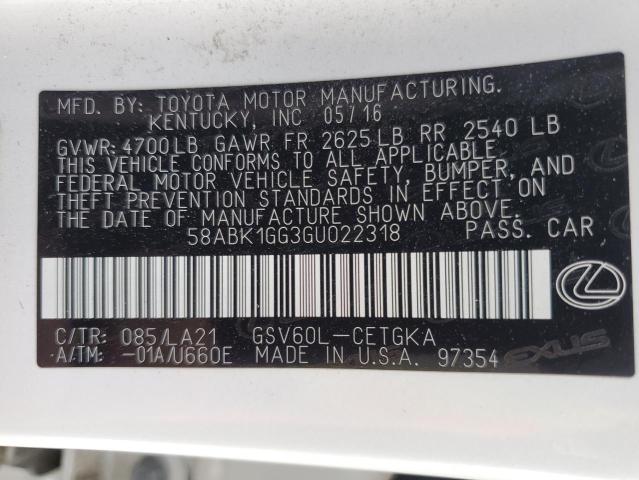 MFD. BY: TOYOTA MOTOR MANUFACTURING.
KENTUCKY, INC 05/16
GVWR: 4700LB GAWR FR 2625LB RR 2540 LB
THIS VEHICLE CONFORMS TO ALL APPLICABLE
FEDERAL MOTOR VEHICLE SAFETY, BUMPER, AND
THEFT PREVENTION STANDARDS IN EFFECT ON
THE DATE OF MANUFACTURE SHOWN ABOVE.
58ABK1GG3GU022318 PASS. CAR
C/TR: 085/LA21 GSV60L-CETGKA
A/TM: -01A/U660E MADE IN U.S.A. 97354
LEXUS